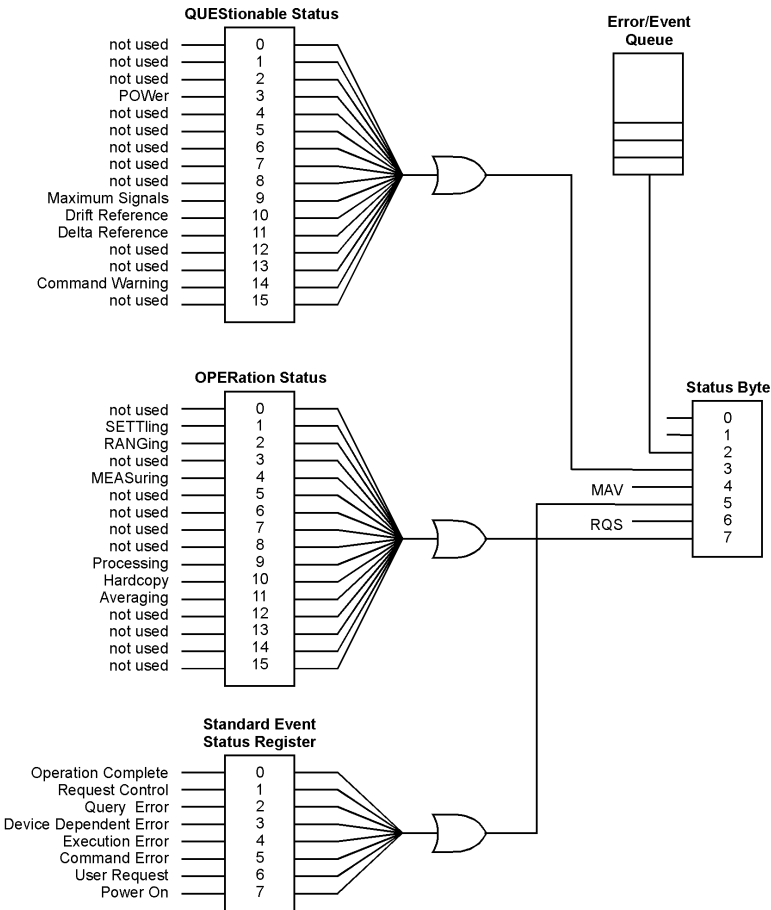 QUEStionable Status
not used 0
not used 1
not used 2
POWer 3
not used 4
not used 5
not used 6
not used 7
not used 8
Maximum Signals 9
Drift Reference 10
Delta Reference 11
not used 12
not used 13
Command Warning 14
not used 15
Error/Event
Queue
OPERation Status
not used 0
SETTling 1
RANGing 2
not used 3
MEASuring 4
not used 5
not used 6
not used 7
not used 8
Processing 9
Hardcopy 10
Averaging 11
not used 12
not used 13
not used 14
not used 15
Status Byte
0
1
2
3
MAV 4
5
RQS 6
7
Standard Event
Status Register
Operation Complete 0
Request Control 1
Query Error 2
Device Dependent Error 3
Execution Error 4
Command Error 5
User Request 6
Power On 7